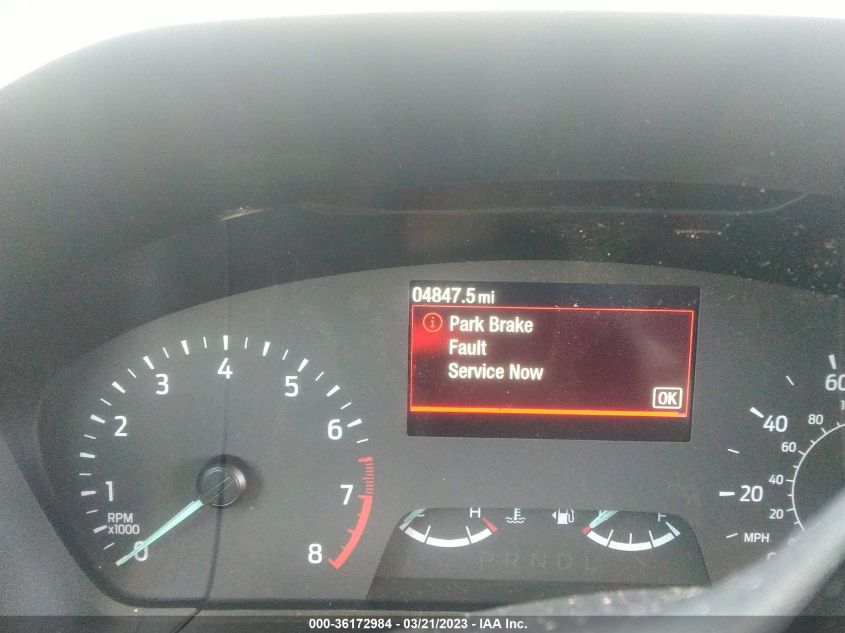 04847.5 mi
Park Brake
Fault
Service Now
OK
0 1 2 3 4 5 6 7 8
RPM
x1000
H
F
PRNDL
20 40 60
20 40 60 80
MPH
000-36172984 - 03/21/2023 - IAA Inc.